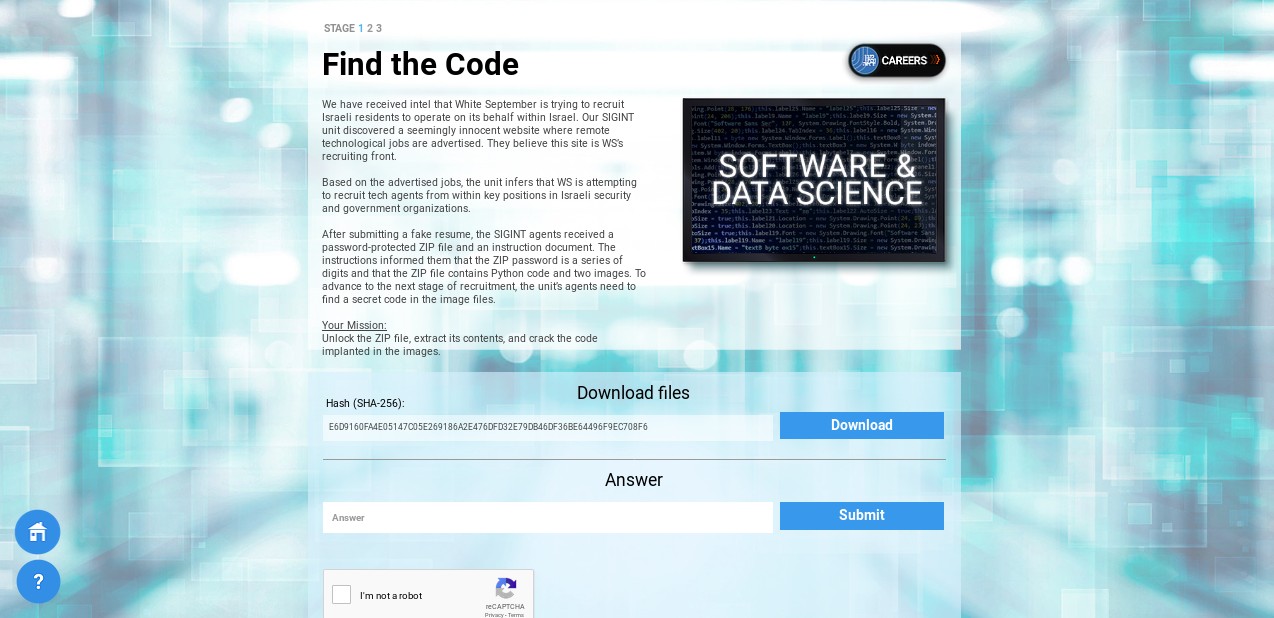 STAGE 1 2 3
Find the Code
CAREERS
We have received intel that White September is trying to recruit
Israeli residents to operate on its behalf within Israel. Our SIGINT
unit discovered a seemingly innocent website where remote
technological jobs are advertised. They believe this site is WS's
recruiting front.
Based on the advertised jobs, the unit infers that WS is attempting
to recruit tech agents from within key positions in Israeli security
and government organizations.
After submitting a fake resume, the SIGINT agents received a
password-protected ZIP file and an instruction document. The
instructions informed them that the ZIP password is a series of
digits and that the ZIP file contains Python code and two images. To
advance to the next stage of recruitment, the unit's agents need to
find a secret code in the image files.
Your Mission:
Unlock the ZIP file, extract its contents, and crack the code
implanted in the images.
SOFTWARE &
DATA SCIENCE
Download files
Hash (SHA-256):
E6D9160FA4E05147C05E269186A2E476DFD32E79DB46DF36BE64496F9EC708F6
Download
Answer
Answer
Submit
?
I'm not a robot
reCAPTCHA
Privacy - Terms